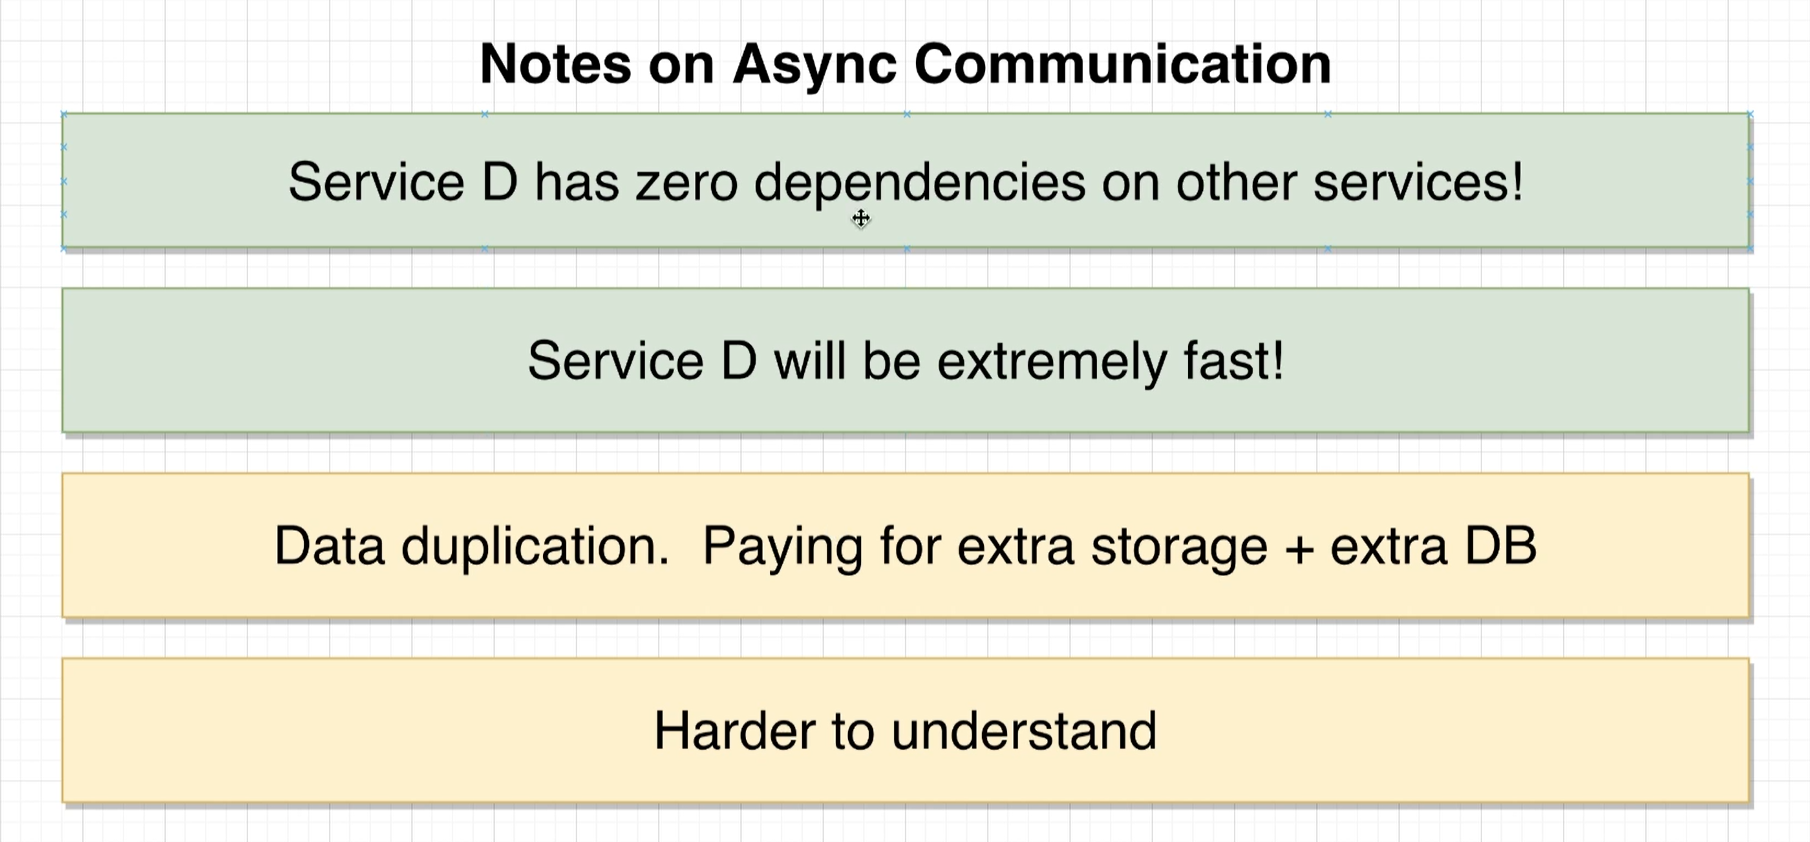 Notes on Async Communication
Service D has zero dependencies on other services!
Service D will be extremely fast!
Data duplication.  Paying for extra storage + extra DB
Harder to understand